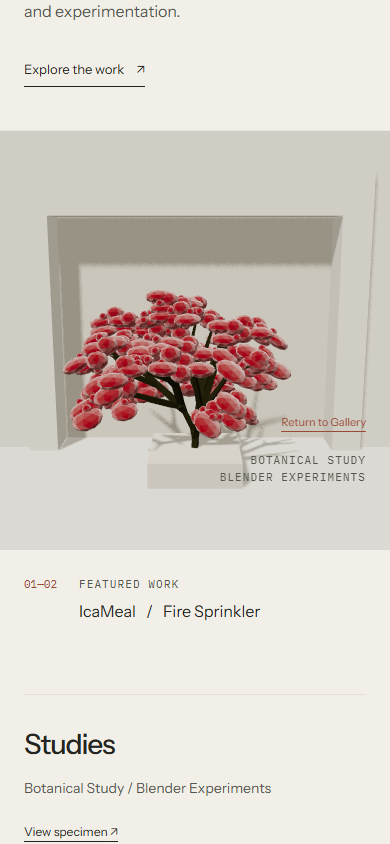 and experimentation.
Explore the work ↗
Return to Gallery
BOTANICAL STUDY
BLENDER EXPERIMENTS
01—02 FEATURED WORK
IcaMeal / Fire Sprinkler
Studies
Botanical Study / Blender Experiments
View specimen ↗